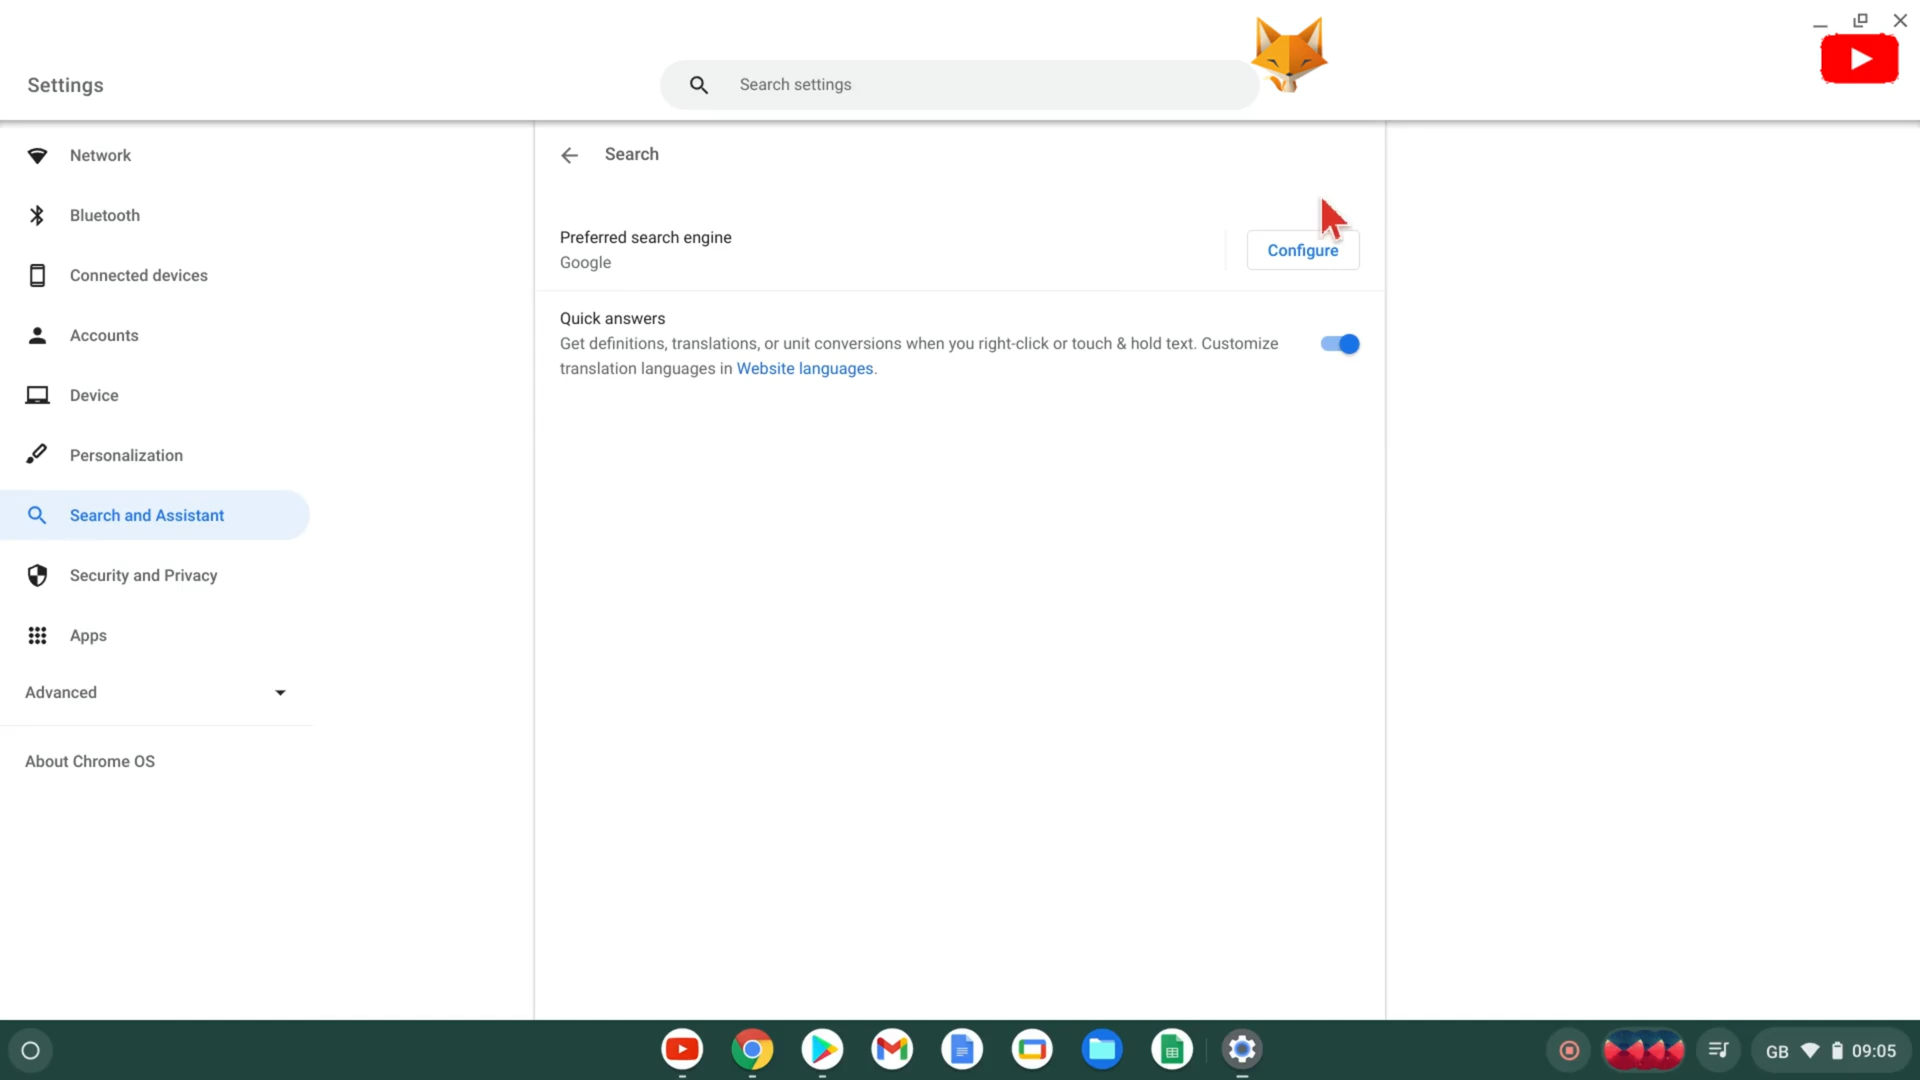 Settings
Search settings
Network
Bluetooth
Connected devices
Accounts
Device
Personalization
Search and Assistant
Security and Privacy
Apps
Advanced
About Chrome OS
Search
Preferred search engine
Google
Configure
Quick answers
Get definitions, translations, or unit conversions when you right-click or touch & hold text. Customize
translation languages in Website languages.
GB 09:05